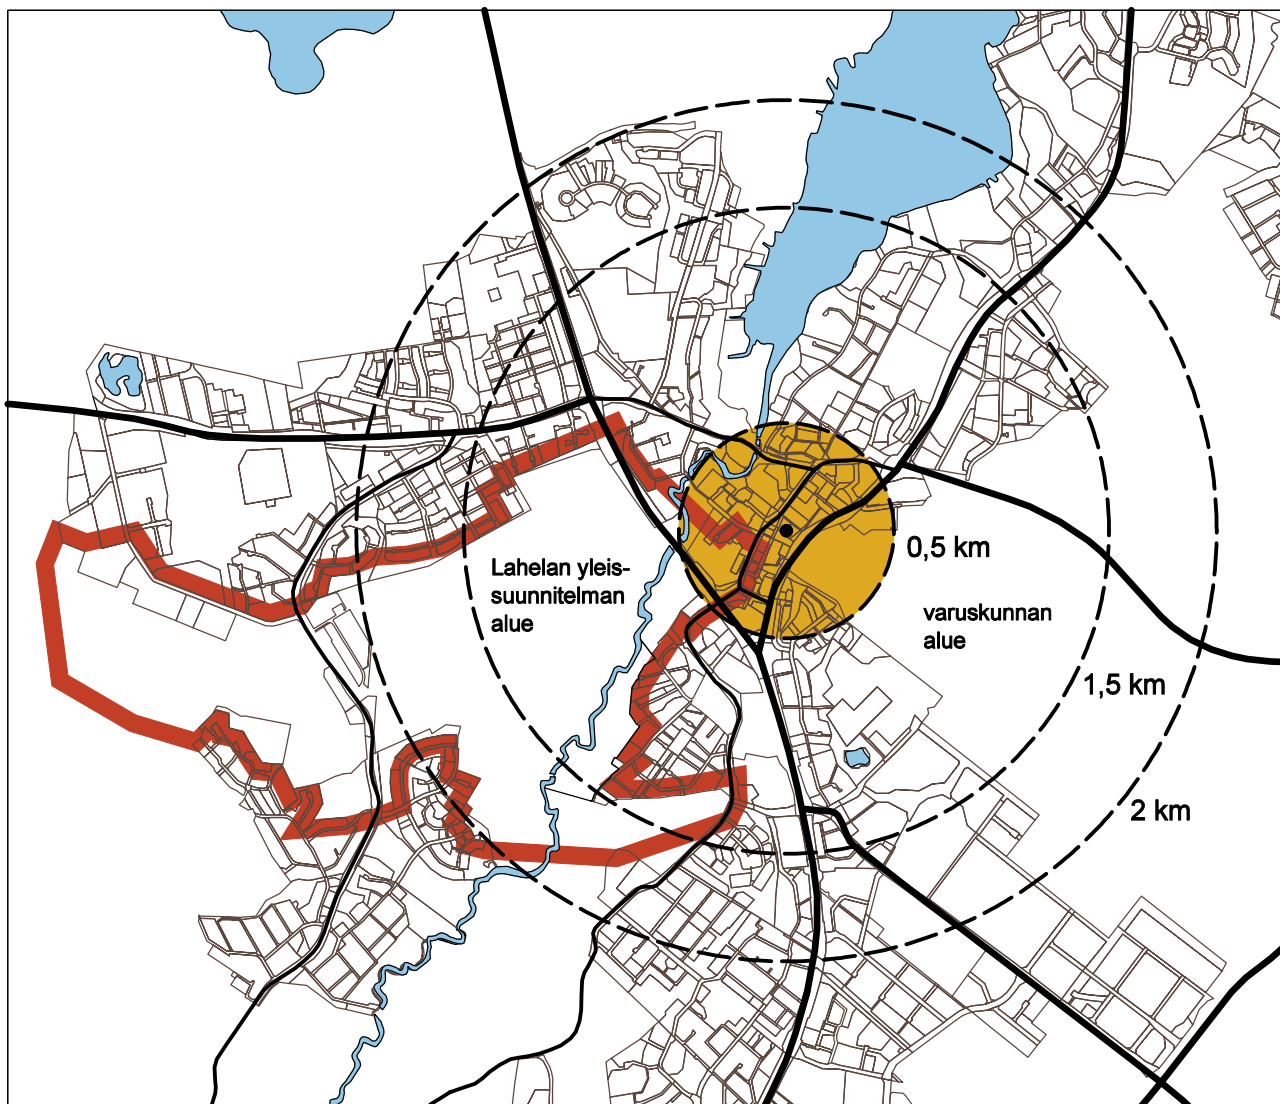 0,5 km
Lahelan yleis-
suunnitelman
alue
varuskunnan
alue
1,5 km
2 km